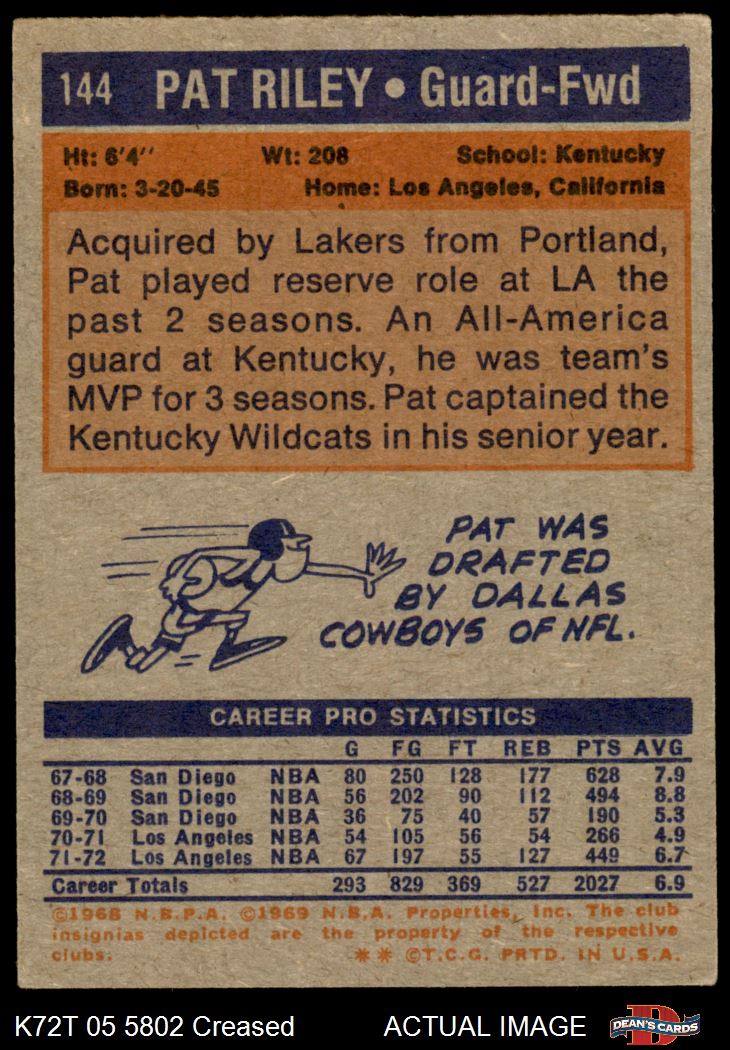 144 PAT RILEY • Guard-Fwd
Ht: 6'4'' Wt: 208 School: Kentucky
Born: 3-20-45 Home: Los Angeles, California
Acquired by Lakers from Portland,
Pat played reserve role at LA the
past 2 seasons. An All-America
guard at Kentucky, he was team's
MVP for 3 seasons. Pat captained the
Kentucky Wildcats in his senior year.
PAT WAS
DRAFTED
BY DALLAS
COWBOYS OF NFL.
CAREER PRO STATISTICS
G FG FT REB PTS AVG
67-68 San Diego NBA 80 250 128 177 628 7.9
68-69 San Diego NBA 56 202 90 112 494 8.8
69-70 San Diego NBA 36 75 40 57 190 5.3
70-71 Los Angeles NBA 54 105 56 54 266 4.9
71-72 Los Angeles NBA 67 197 55 127 449 6.7
Career Totals 293 829 369 527 2027 6.9
©1968 N.B.P.A. ©1969 N.B.A. Properties, Inc. The club
insignias depicted are the property of the respective
clubs. ** ©T.C.G. PRTD. IN U.S.A.
K72T 05 5802 Creased ACTUAL IMAGE DEAN'S CARDS